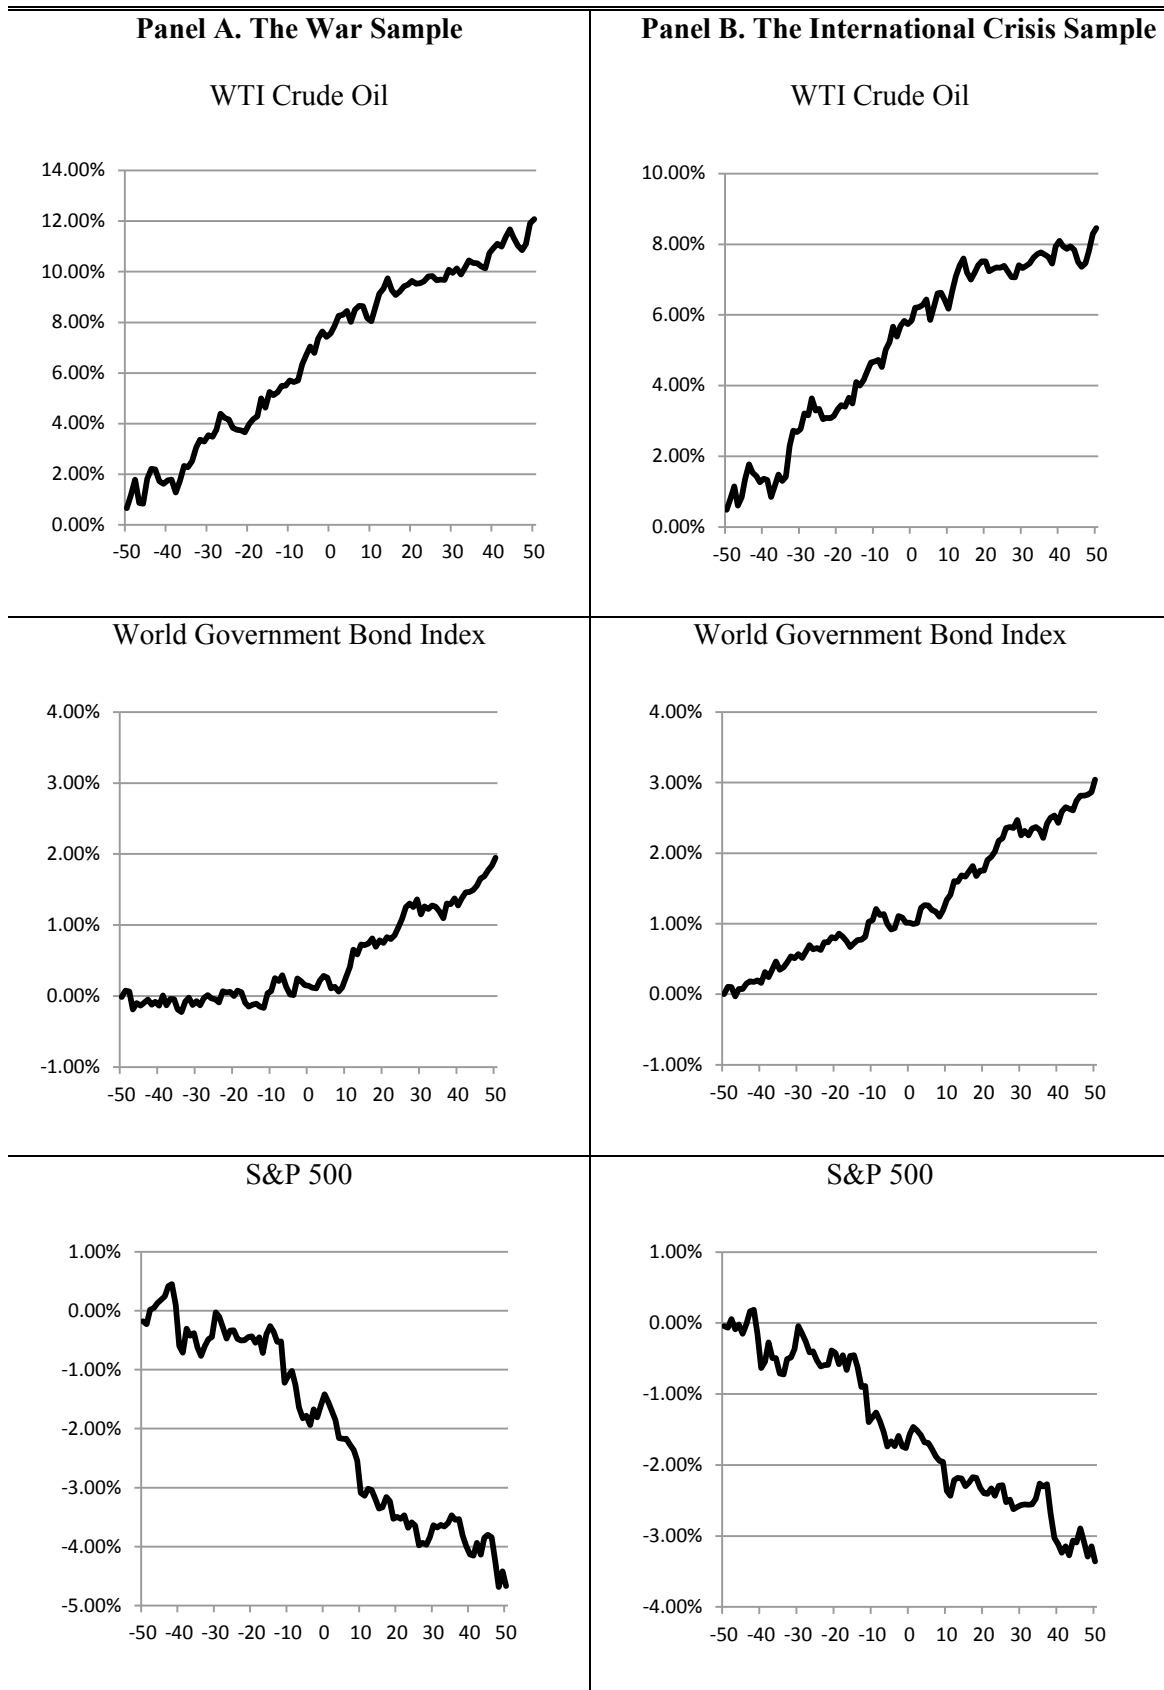 Panel A. The War Sample
WTI Crude Oil
14.00%
12.00%
10.00%
8.00%
6.00%
4.00%
2.00%
0.00%
-50 -40 -30 -20 -10 0 10 20 30 40 50
Panel B. The International Crisis Sample
WTI Crude Oil
10.00%
8.00%
6.00%
4.00%
2.00%
0.00%
-50 -40 -30 -20 -10 0 10 20 30 40 50
World Government Bond Index
4.00%
3.00%
2.00%
1.00%
0.00%
-1.00%
-50 -40 -30 -20 -10 0 10 20 30 40 50
World Government Bond Index
4.00%
3.00%
2.00%
1.00%
0.00%
-1.00%
-50 -40 -30 -20 -10 0 10 20 30 40 50
S&P 500
1.00%
0.00%
-1.00%
-2.00%
-3.00%
-4.00%
-5.00%
-50 -40 -30 -20 -10 0 10 20 30 40 50
S&P 500
1.00%
0.00%
-1.00%
-2.00%
-3.00%
-4.00%
-50 -40 -30 -20 -10 0 10 20 30 40 50